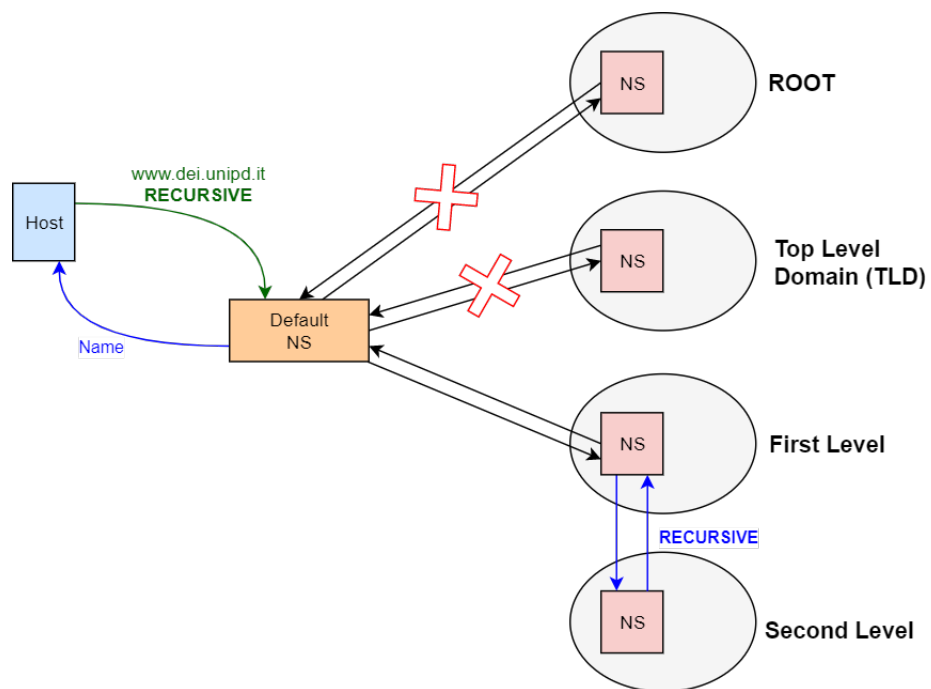 NS
ROOT
www.dei.unipd.it
RECURSIVE
Host
NS
Top Level
Domain (TLD)
Default
NS
Name
NS
First Level
RECURSIVE
NS
Second Level